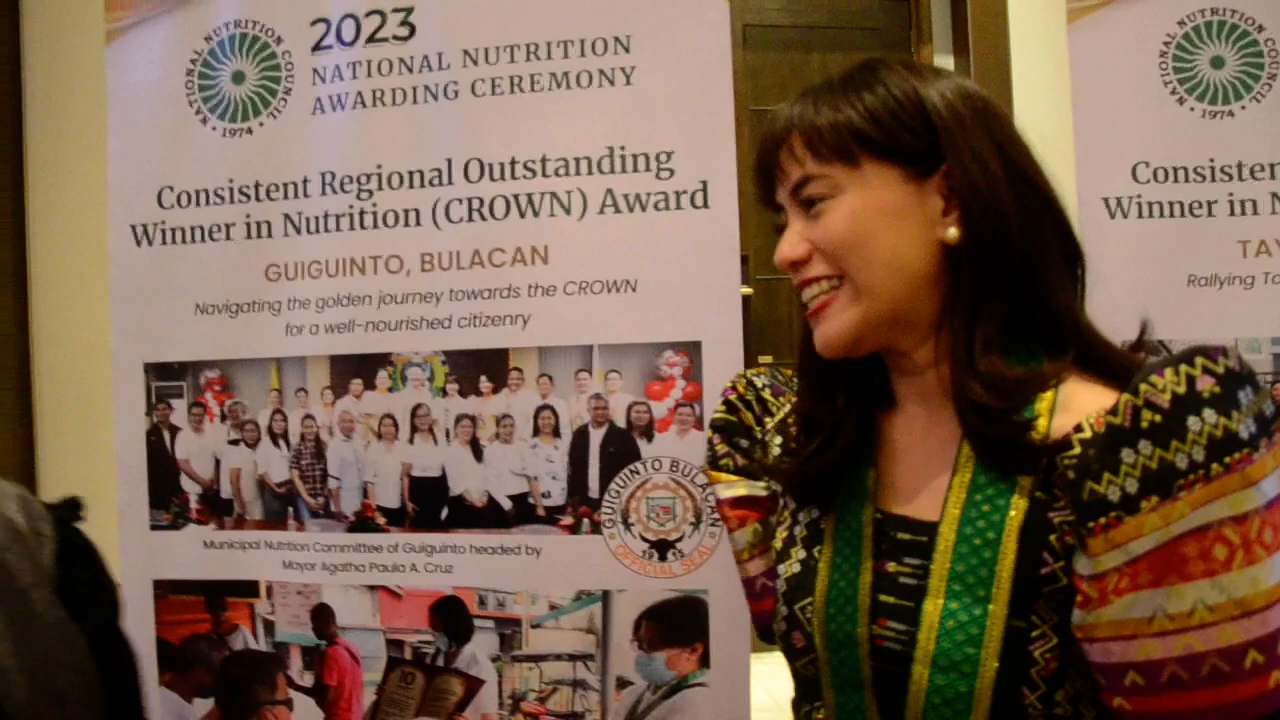 NATIONAL NUTRITION COUNCIL
1974
2023
NATIONAL NUTRITION
AWARDING CEREMONY
Consistent Regional Outstanding
Winner in Nutrition (CROWN) Award
GUIGUINTO, BULACAN
Navigating the golden journey towards the CROWN
for a well-nourished citizenry
GUIGUINTO BULACAN
1915
OFFICIAL SEAL
Municipal Nutrition Committee of Guiguinto headed by
Mayor Agatha Paula A. Cruz
10
NATIONAL NUTRITION COUNCIL
1974
Consisten
Winner in N
TAY
Rallying To